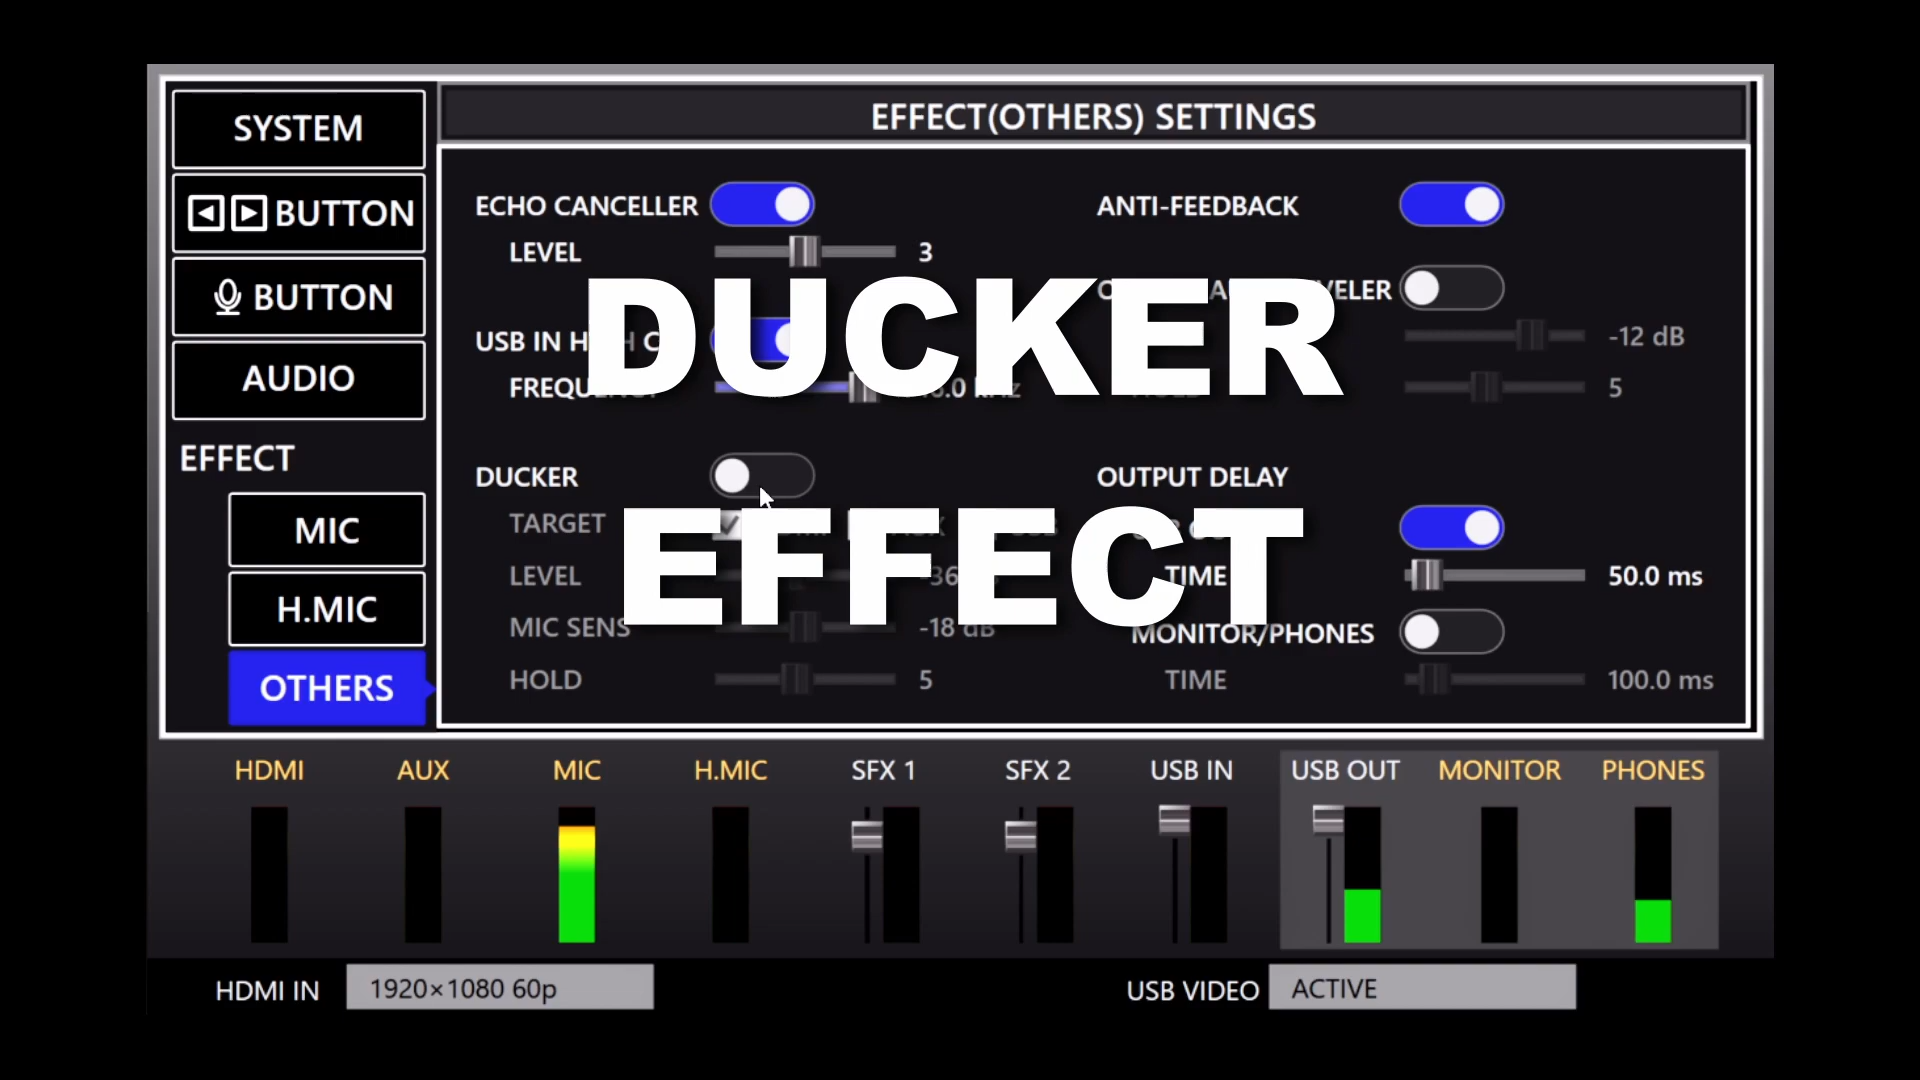 SYSTEM
BUTTON
BUTTON
AUDIO
EFFECT
MIC
H.MIC
OTHERS
EFFECT(OTHERS) SETTINGS
ECHO CANCELLER
LEVEL 3
USB IN
DUCKER
TARGET
LEVEL
MIC SENS -18 dB
HOLD 5
ANTI-FEEDBACK
-12 dB
5
OUTPUT DELAY
TIME 50.0 ms
MONITOR/PHONES
TIME 100.0 ms
DUCKER
EFFECT
HDMI AUX MIC H.MIC SFX 1 SFX 2 USB IN USB OUT MONITOR PHONES
HDMI IN 1920×1080 60p
USB VIDEO ACTIVE